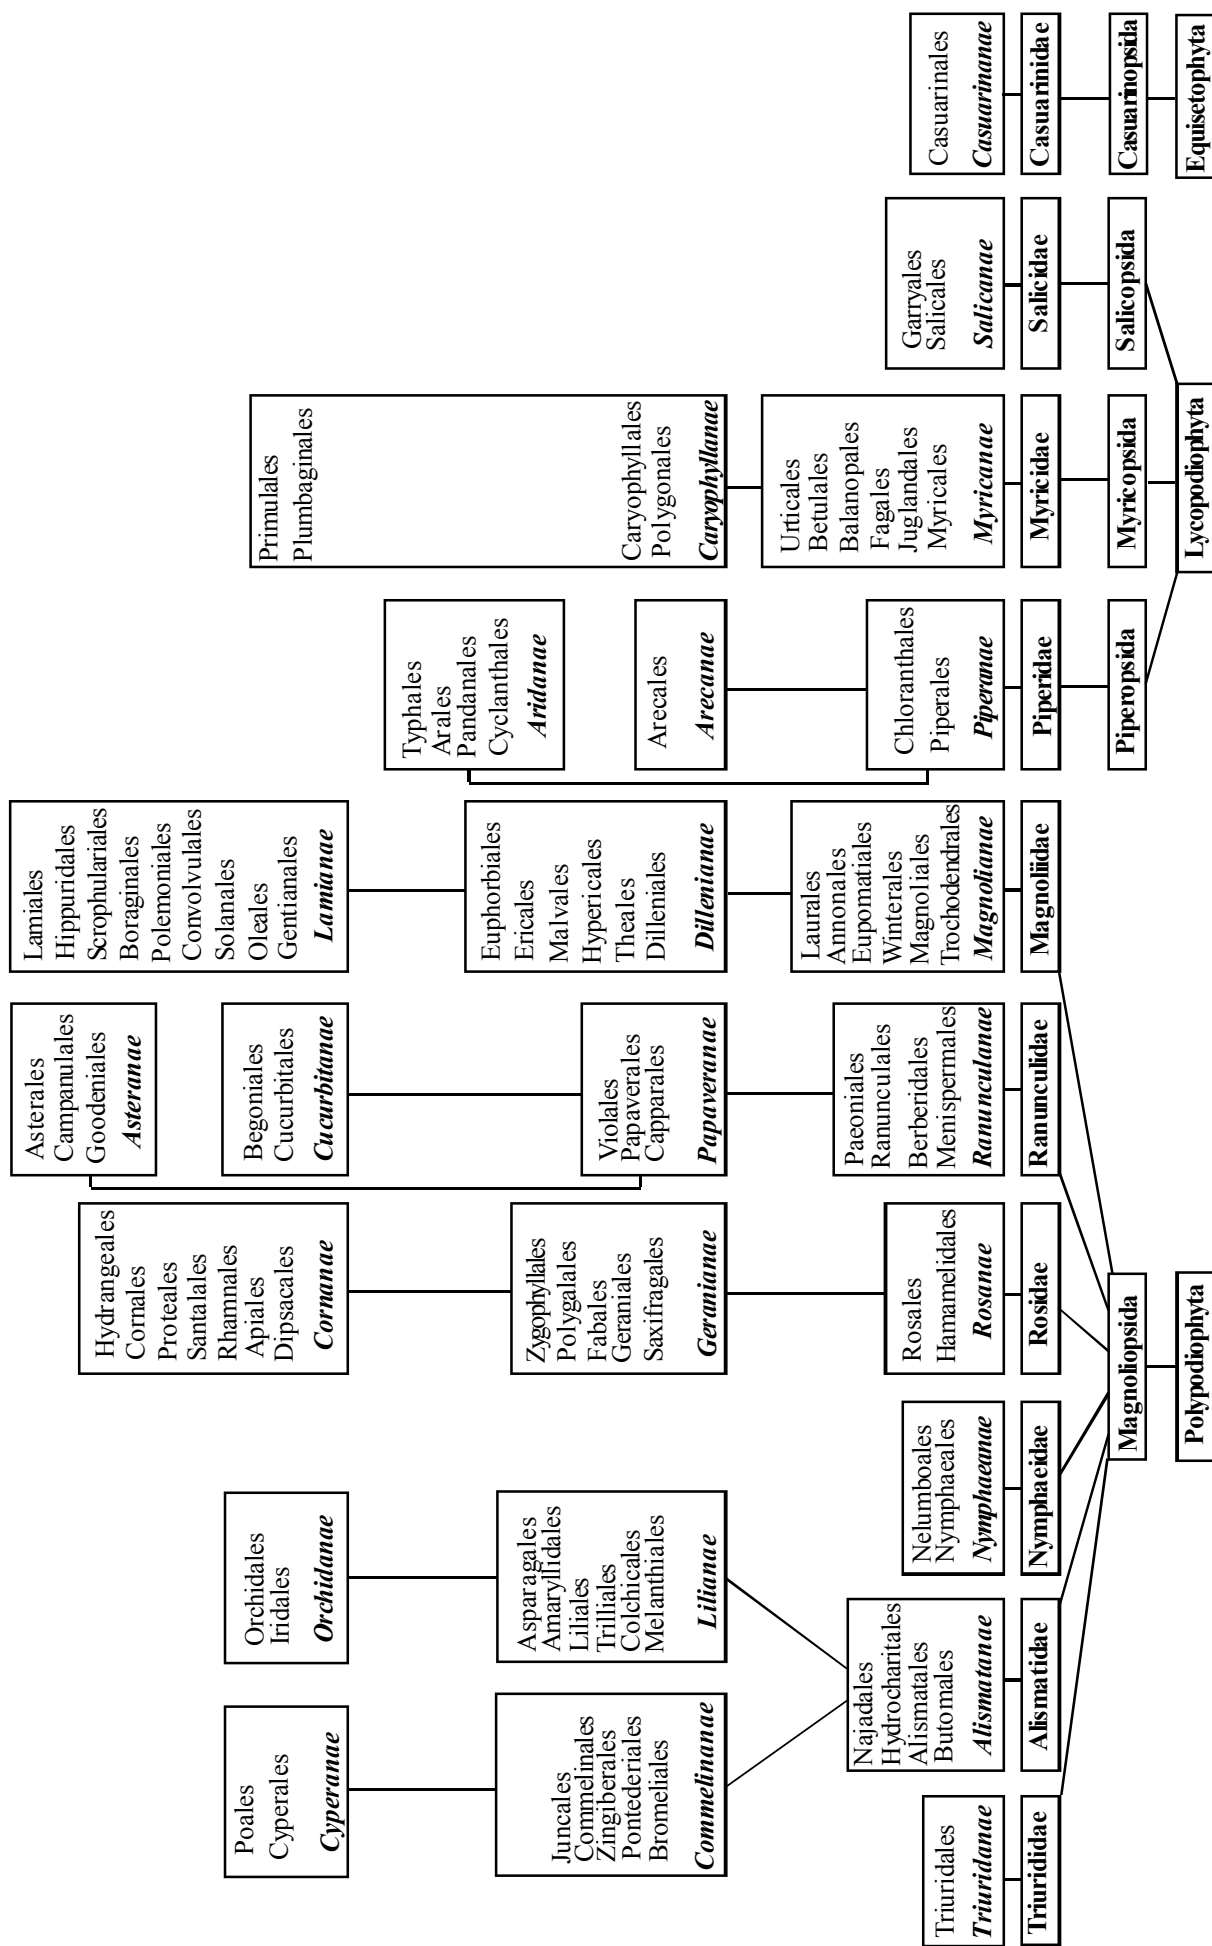 Poales
Cyperales
Cyperanae
Orchidales
Iridales
Orchidanae
Hydrangeales
Cornales
Proteales
Santalales
Rhamnales
Apiales
Dipsacales
Cornanae
Asterales
Campanulales
Goodeniales
Asteranae
Begoniales
Cucurbitales
Cucurbitanae
Lamiales
Hippuridales
Scrophulariales
Boraginales
Polemoniales
Convolvulales
Solanales
Oleales
Gentianales
Lamianae
Typhales
Arales
Pandanales
Cyclanthales
Aridanae
Primulales
Plumbaginales
Caryophyllales
Polygonales
Caryophyllanae
Juncales
Commelinales
Zingiberales
Pontederiales
Bromeliales
Commelinanae
Asparagales
Amaryllidales
Liliales
Trilliales
Colchicales
Melanthiales
Lilianae
Zygophyllales
Polygalales
Fabales
Geraniales
Saxifragales
Geranianae
Violales
Papaverales
Capparales
Papaveranae
Euphorbiales
Ericales
Malvales
Hypericales
Theales
Dilleniales
Dillenianae
Arecales
Arecanae
Triuridales
Triuridanae
Najadales
Hydrocharitales
Alismatales
Butomales
Alismatanae
Nelumboales
Nymphaeales
Nymphaeanae
Rosales
Hamamelidales
Rosanae
Paeoniales
Ranunculales
Berberidales
Menispermales
Ranunculanae
Laurales
Annonales
Eupomatiales
Winterales
Magnoliales
Trochodendrales
Magnolianae
Chloranthales
Piperales
Piperanae
Urticales
Betulales
Balanopales
Fagales
Juglandales
Myricales
Myricanae
Garryales
Salicales
Salicanae
Casuarinales
Casuarinanae
Triurididae
Alismatidae
Nymphaeidae
Rosidae
Ranunculidae
Magnoliidae
Piperidae
Myricidae
Salicidae
Casuarinidae
Magnoliopsida
Piperopsida
Myricopsida
Salicopsida
Casuarinopsida
Polypodiophyta
Lycopodiophyta
Equisetophyta